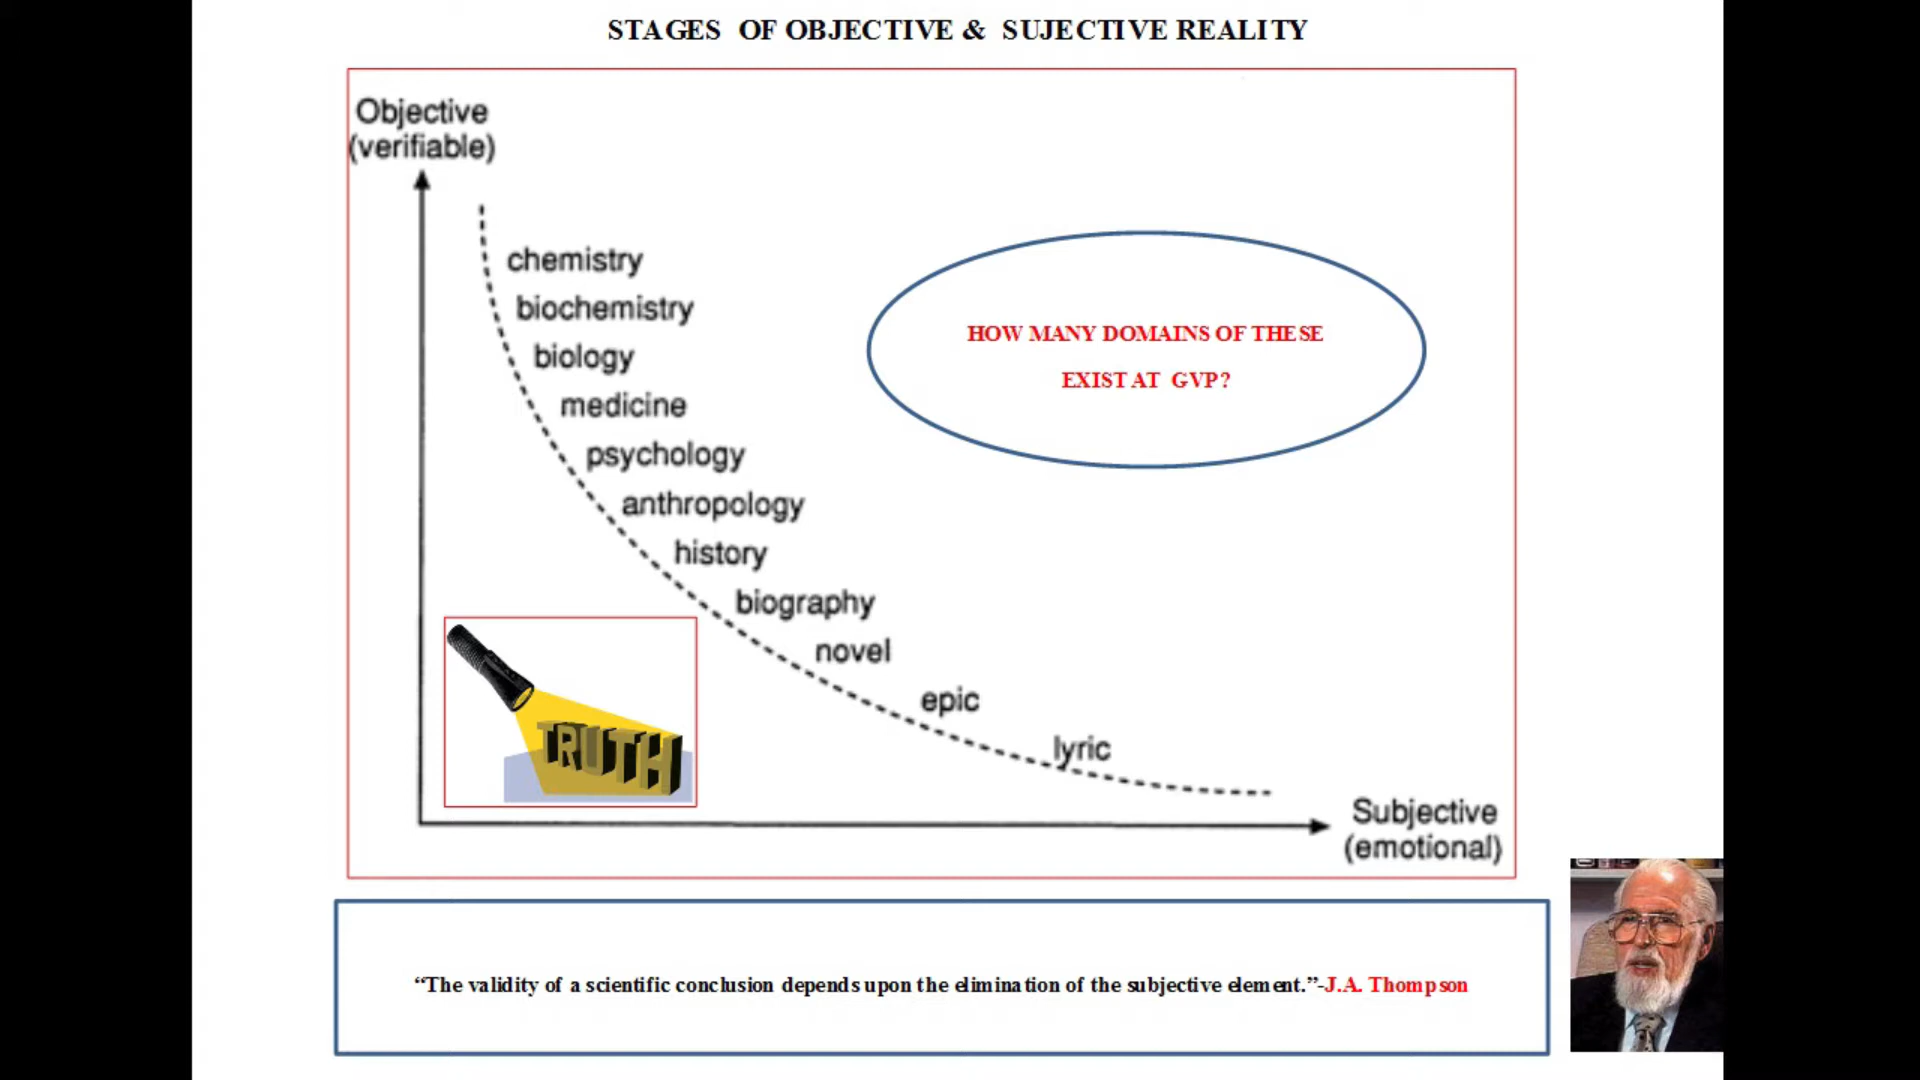 STAGES OF OBJECTIVE & SUJECTIVE REALITY
Objective
(verifiable)
chemistry
biochemistry
biology
medicine
psychology
anthropology
history
biography
novel
epic
lyric
HOW MANY DOMAINS OF THESE
EXIST AT GVP?
TRUTH
Subjective
(emotional)
“The validity of a scientific conclusion depends upon the elimination of the subjective element.”-J.A. Thompson